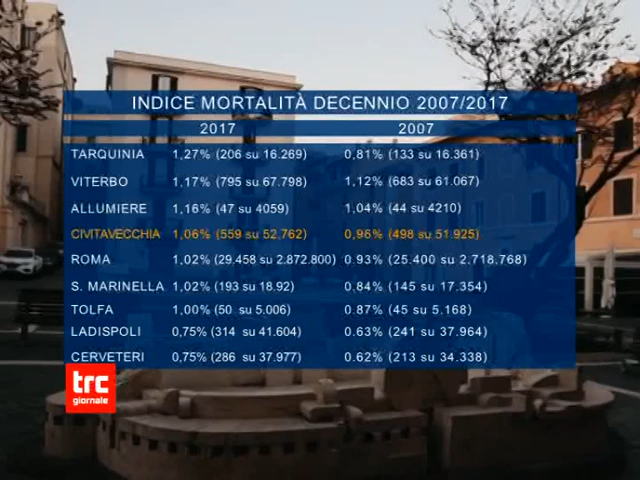 INDICE MORTALITÀ DECENNIO 2007/2017
2017 2007
TARQUINIA 1,27% (206 su 16.269) 0,81% (133 su 16.361)
VITERBO 1,17% (795 su 67.798) 1,12% (683 su 61.067)
ALLUMIERE 1,16% (47 su 4059) 1,04% (44 su 4210)
CIVITAVECCHIA 1,06% (559 su 52,762) 0,96% (498 su 51.925)
ROMA 1,02% (29.458 su 2.872.800) 0.93% (25.400 su 2.718.768)
S. MARINELLA 1,02% (193 su 18.92) 0.84% (145 su 17.354)
TOLFA 1,00% (50 su 5.006) 0.87% (45 su 5.168)
LADISPOLI 0,75% (314 su 41.604) 0.63% (241 su 37.964)
CERVETERI 0,75% (286 su 37.977) 0.62% (213 su 34.338)
trc
giornale